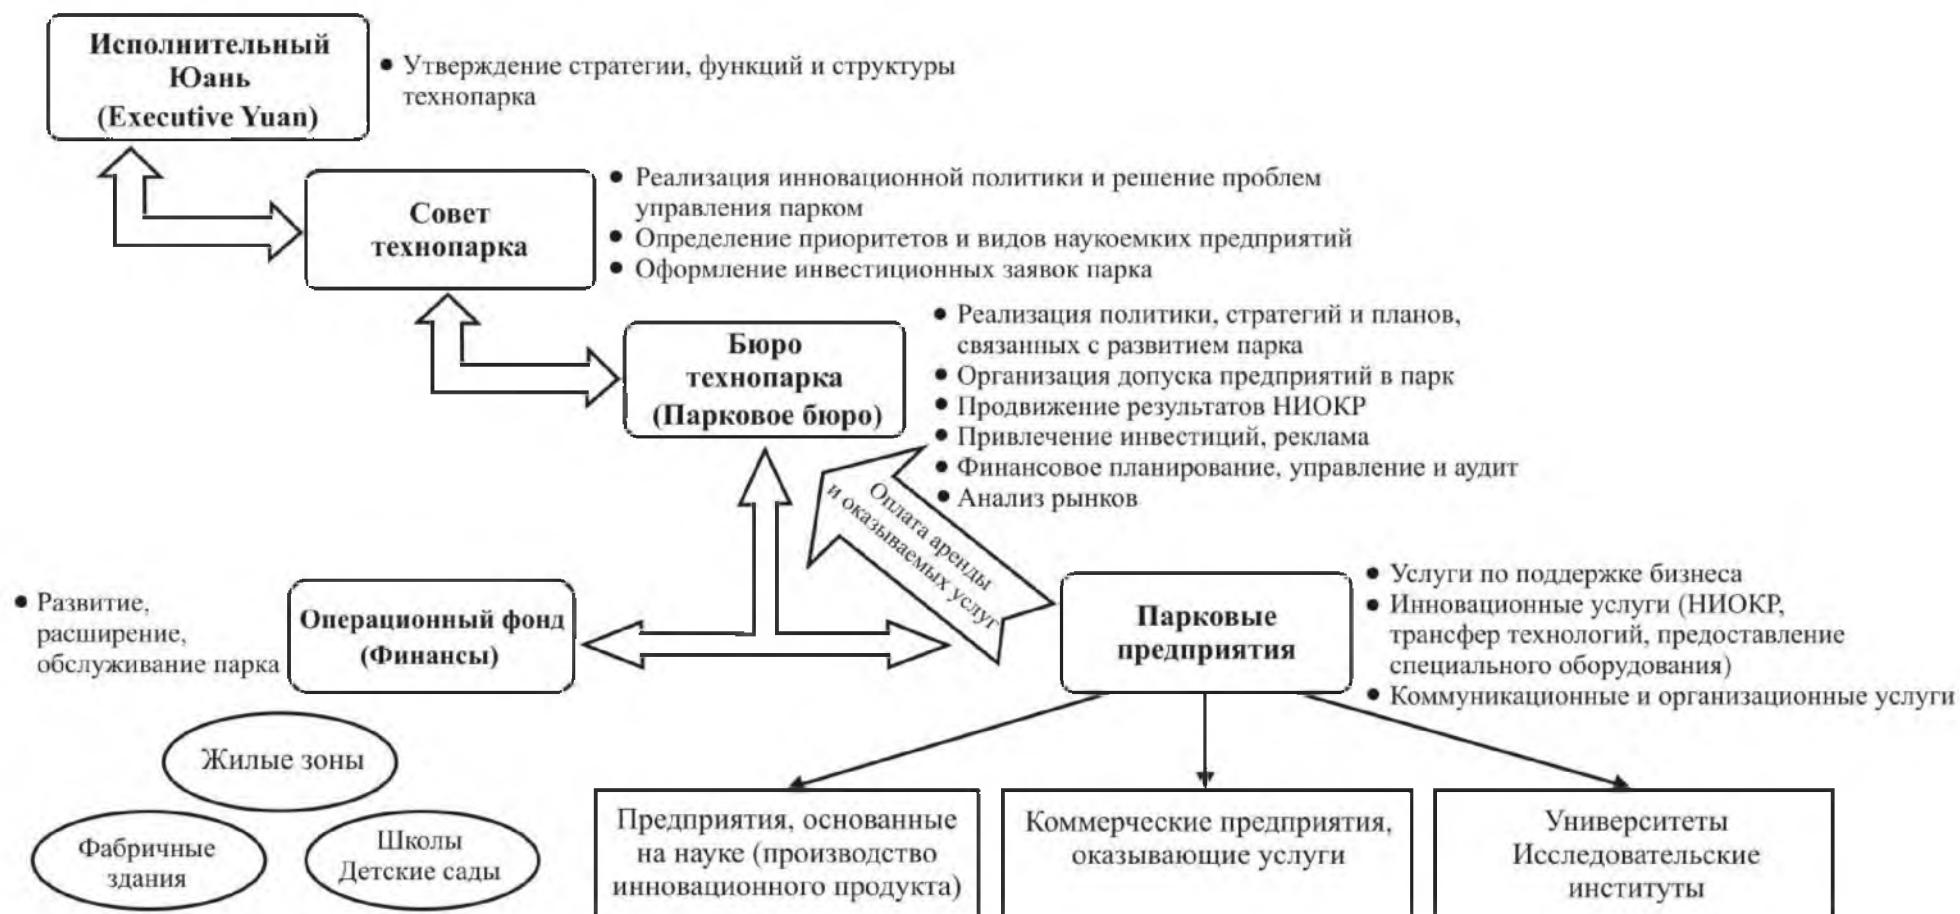 Исполнительный
Юань
(Executive Yuan)
● Утверждение стратегии, функций и структуры
технопарка
Совет
технопарка
● Реализация инновационной политики и решение проблем
управления парком
● Определение приоритетов и видов наукоемких предприятий
● Оформление инвестиционных заявок парка
Бюро
технопарка
(Парковое бюро)
● Реализация политики, стратегий и планов,
связанных с развитием парка
● Организация допуска предприятий в парк
● Продвижение результатов НИОКР
● Привлечение инвестиций, реклама
● Финансовое планирование, управление и аудит
● Анализ рынков
Оплата аренды
и оказываемых услуг
● Развитие,
расширение,
обслуживание парка
Операционный фонд
(Финансы)
Парковые
предприятия
● Услуги по поддержке бизнеса
● Инновационные услуги (НИОКР,
трансфер технологий, предоставление
специального оборудования)
● Коммуникационные и организационные услуги
Жилые зоны
Фабричные
здания
Школы
Детские сады
Предприятия, основанные
на науке (производство
инновационного продукта)
Коммерческие предприятия,
оказывающие услуги
Университеты
Исследовательские
институты